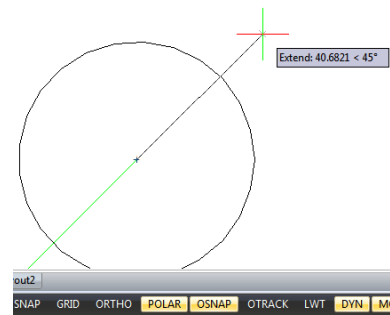 Extend: 40.6821 < 45°
out2
SNAP GRID ORTHO POLAR OSNAP OTRACK LWT DYN M